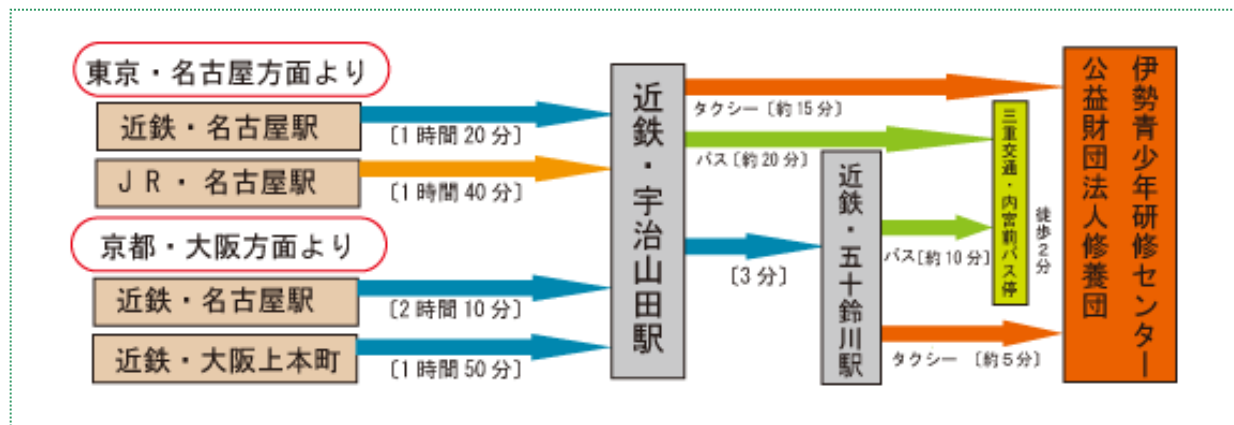 東京・名古屋方面より
近鉄・名古屋駅
〔1時間20分〕
JR・名古屋駅
〔1時間40分〕
京都・大阪方面より
近鉄・名古屋駅
〔2時間10分〕
近鉄・大阪上本町
〔1時間50分〕
近鉄・宇治山田駅
タクシー〔約15分〕
バス〔約20分〕
〔3分〕
近鉄・五十鈴川駅
バス〔約10分〕
タクシー 〔約5分〕
三重交通・内宮前バス停
徒歩2分
伊勢青少年研修センター
公益財団法人修養団